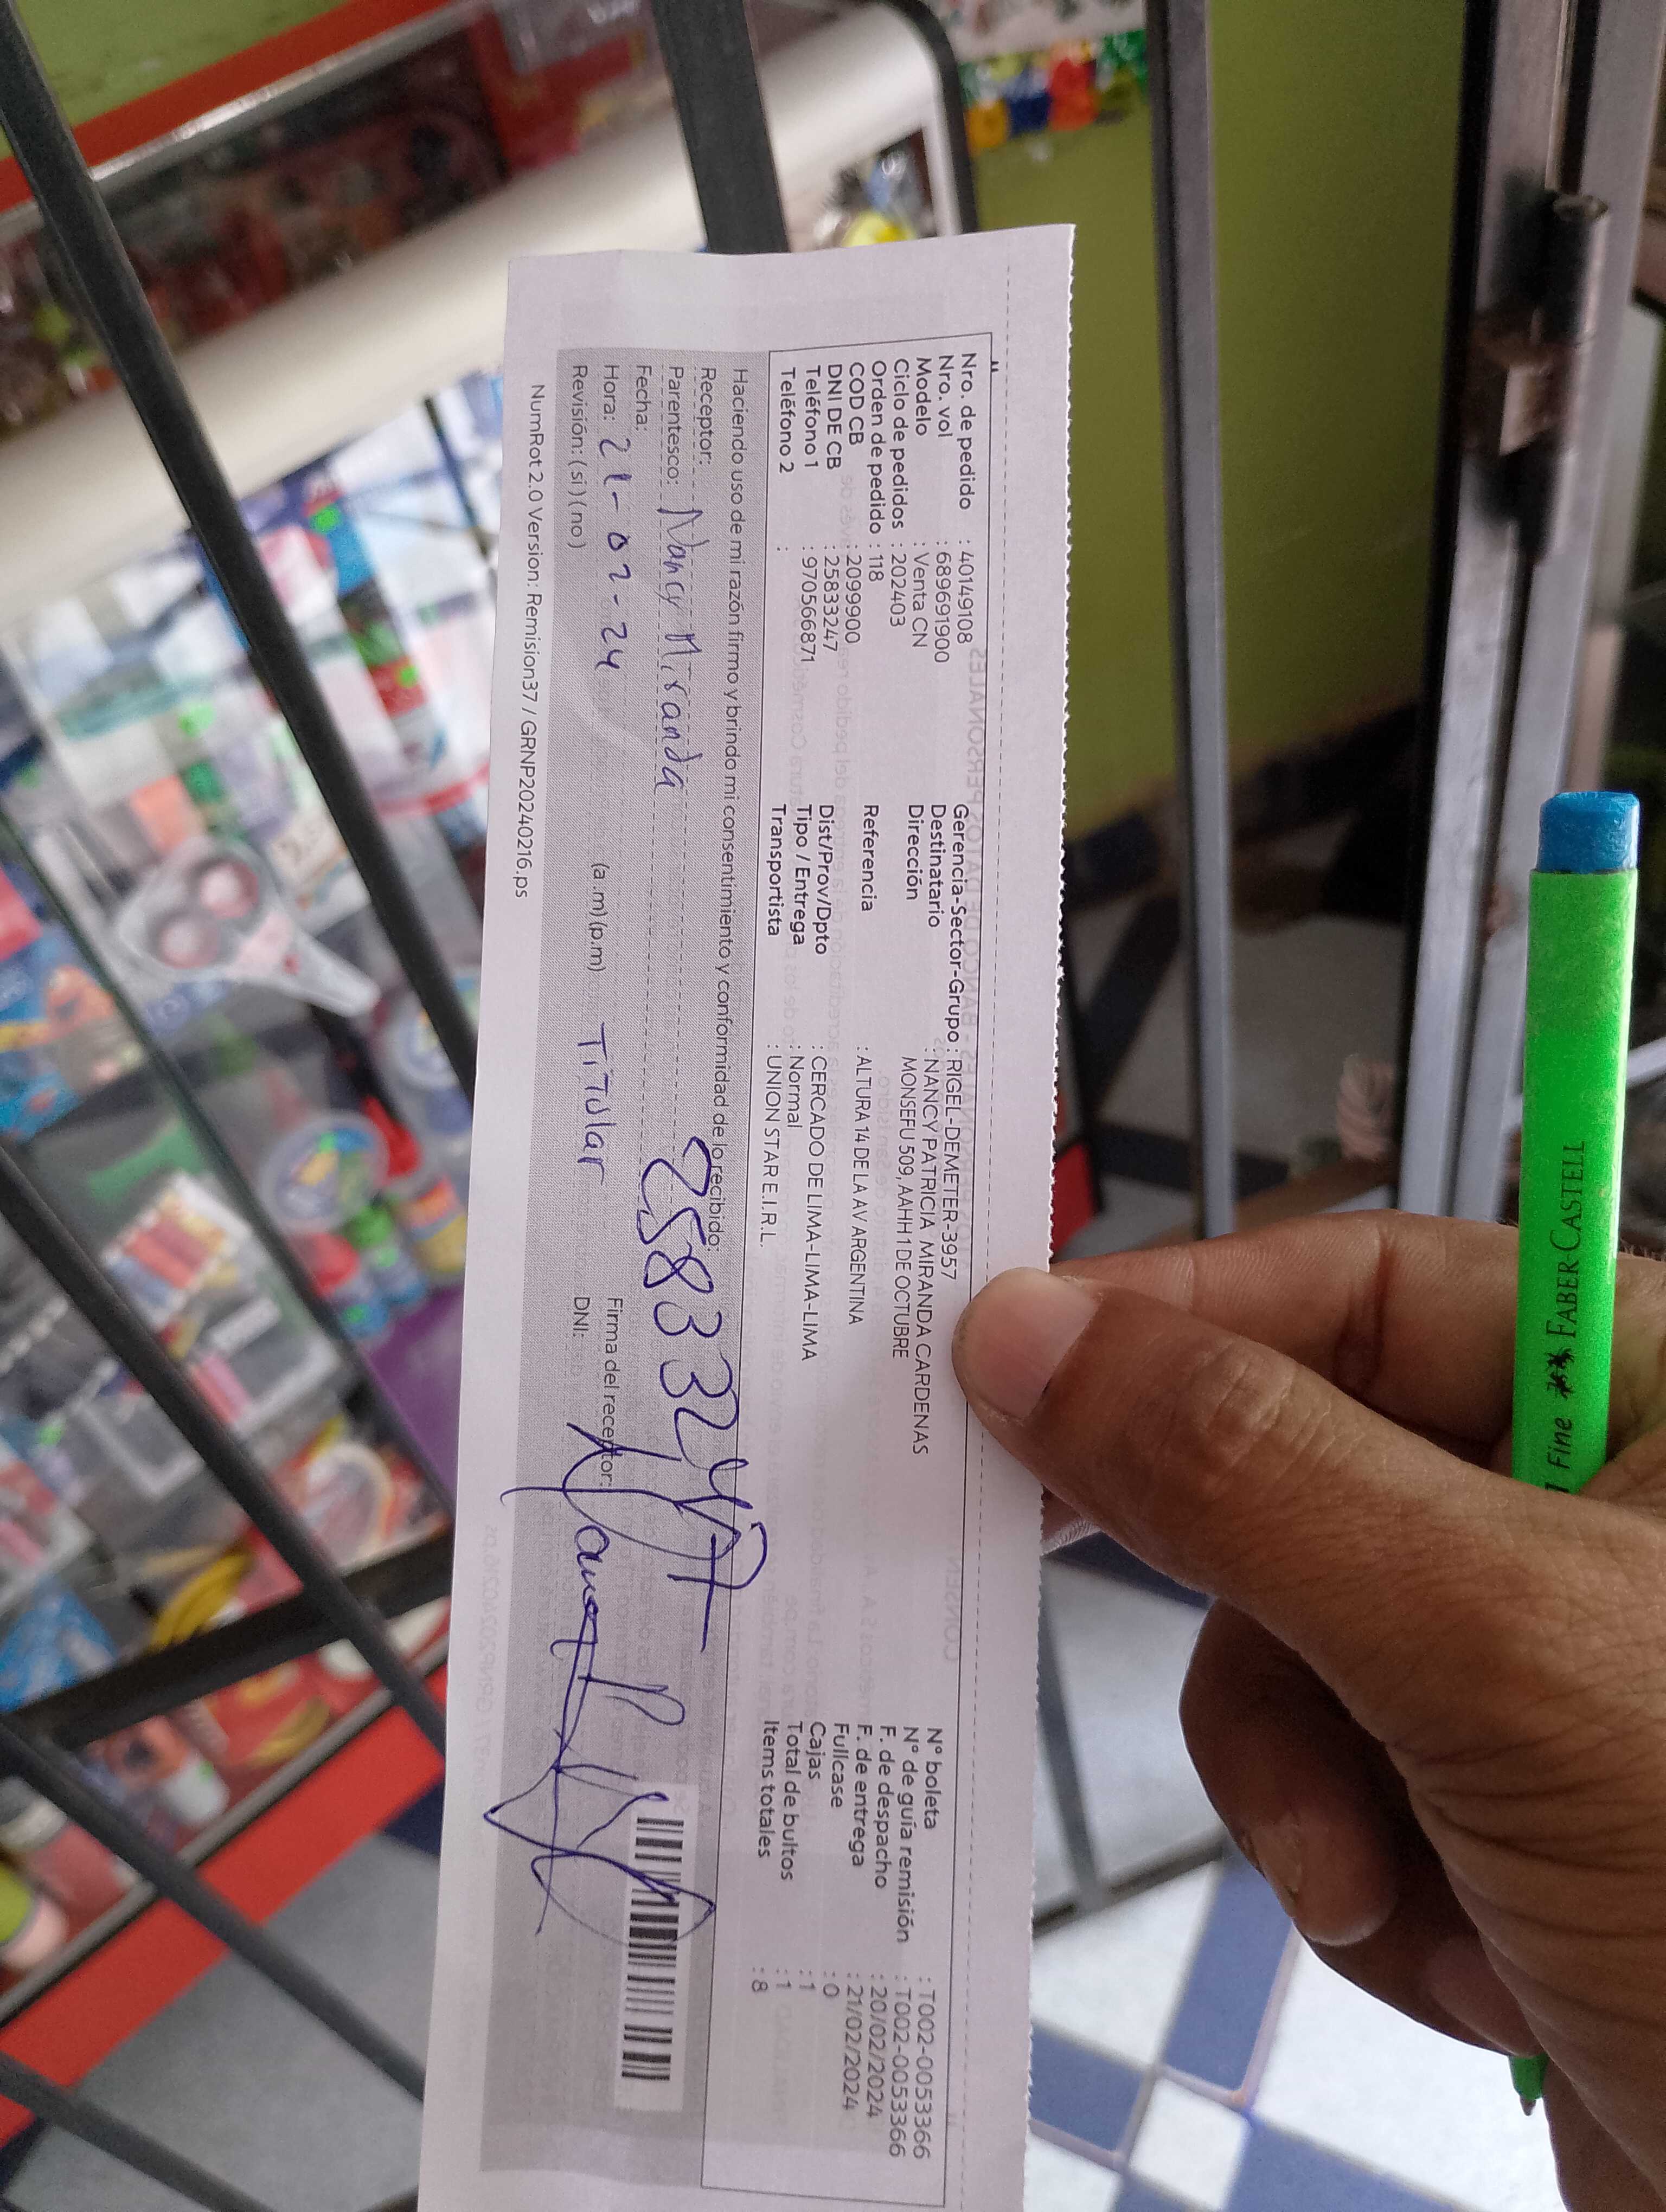 Nro. de pedido : 40149108
Nro. vol : 689691900
Modelo : Venta CN
Ciclo de pedidos : 202403
Orden de pedido : 118
COD CB : 2099900
DNI DE CB : 25833247
Teléfono 1 : 970566871
Teléfono 2 :
Gerencia-Sector-Grupo : RIGEL-DEMETER-3957
Destinatario : NANCY PATRICIA MIRANDA CARDENAS
Dirección MONSEFU 509, AAHH 1 DE OCTUBRE
Referencia : ALTURA 14 DE LA AV ARGENTINA
Dist/Prov/Dpto : CERCADO DE LIMA-LIMA-LIMA
Tipo / Entrega : Normal
Transportista : UNION STAR E.I.R.L.
N° boleta : T002-0053366
N° de guía remisión : T002-0053366
F. de despacho : 20/02/2024
F. de entrega : 21/02/2024
Fullcase : 0
Cajas : 1
Total de bultos : 1
Items totales : 8
Haciendo uso de mi razón firmo y brindo mi consentimiento y conformidad de lo recibido:
Receptor:
Parentesco: Nancy Miranda
25833247
Fecha:
Hora: 21-02-24 (a.m) (p.m) Titular
Firma del receptor:
Revisión: (si) (no)
DNI:
NumRot2.0 Version: Remision37 / GRNP20240216.ps
FABER CASTELL
fine